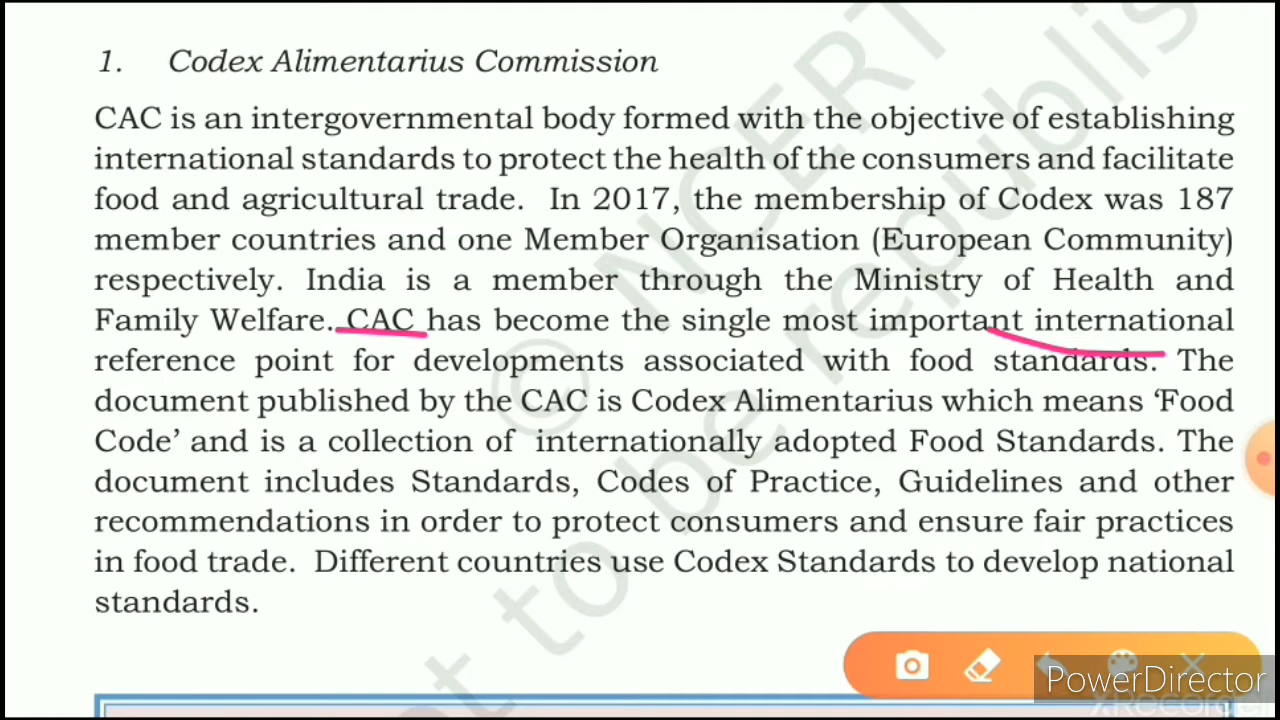 1. Codex Alimentarius Commission
CAC is an intergovernmental body formed with the objective of establishing
international standards to protect the health of the consumers and facilitate
food and agricultural trade. In 2017, the membership of Codex was 187
member countries and one Member Organisation (European Community)
respectively. India is a member through the Ministry of Health and
Family Welfare. CAC has become the single most important international
reference point for developments associated with food standards. The
document published by the CAC is Codex Alimentarius which means ‘Food
Code’ and is a collection of internationally adopted Food Standards. The
document includes Standards, Codes of Practice, Guidelines and other
recommendations in order to protect consumers and ensure fair practices
in food trade. Different countries use Codex Standards to develop national
standards.
© NCERT
not to be republis
PowerDirector